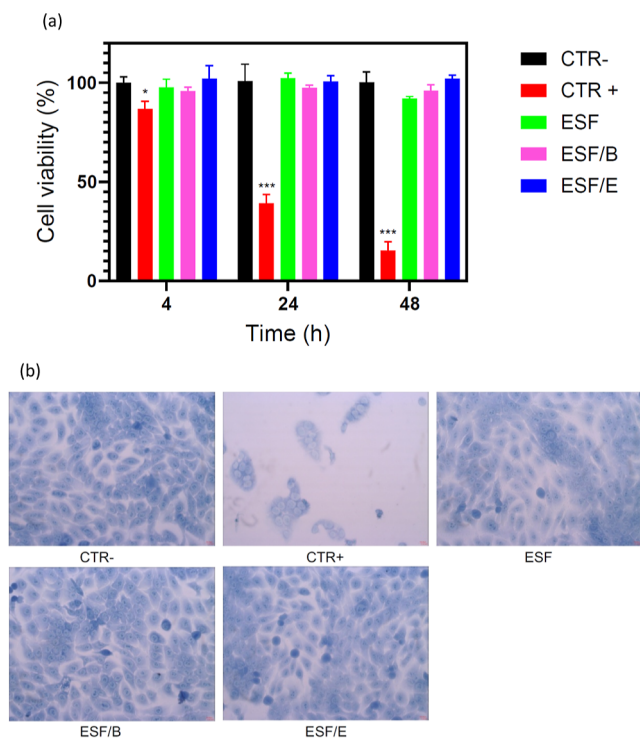 (a)
Cell viability (%)
100
50
0
*
***
***
4 24 48
Time (h)
CTR-
CTR +
ESF
ESF/B
ESF/E
(b)
CTR- CTR+ ESF
ESF/B ESF/E